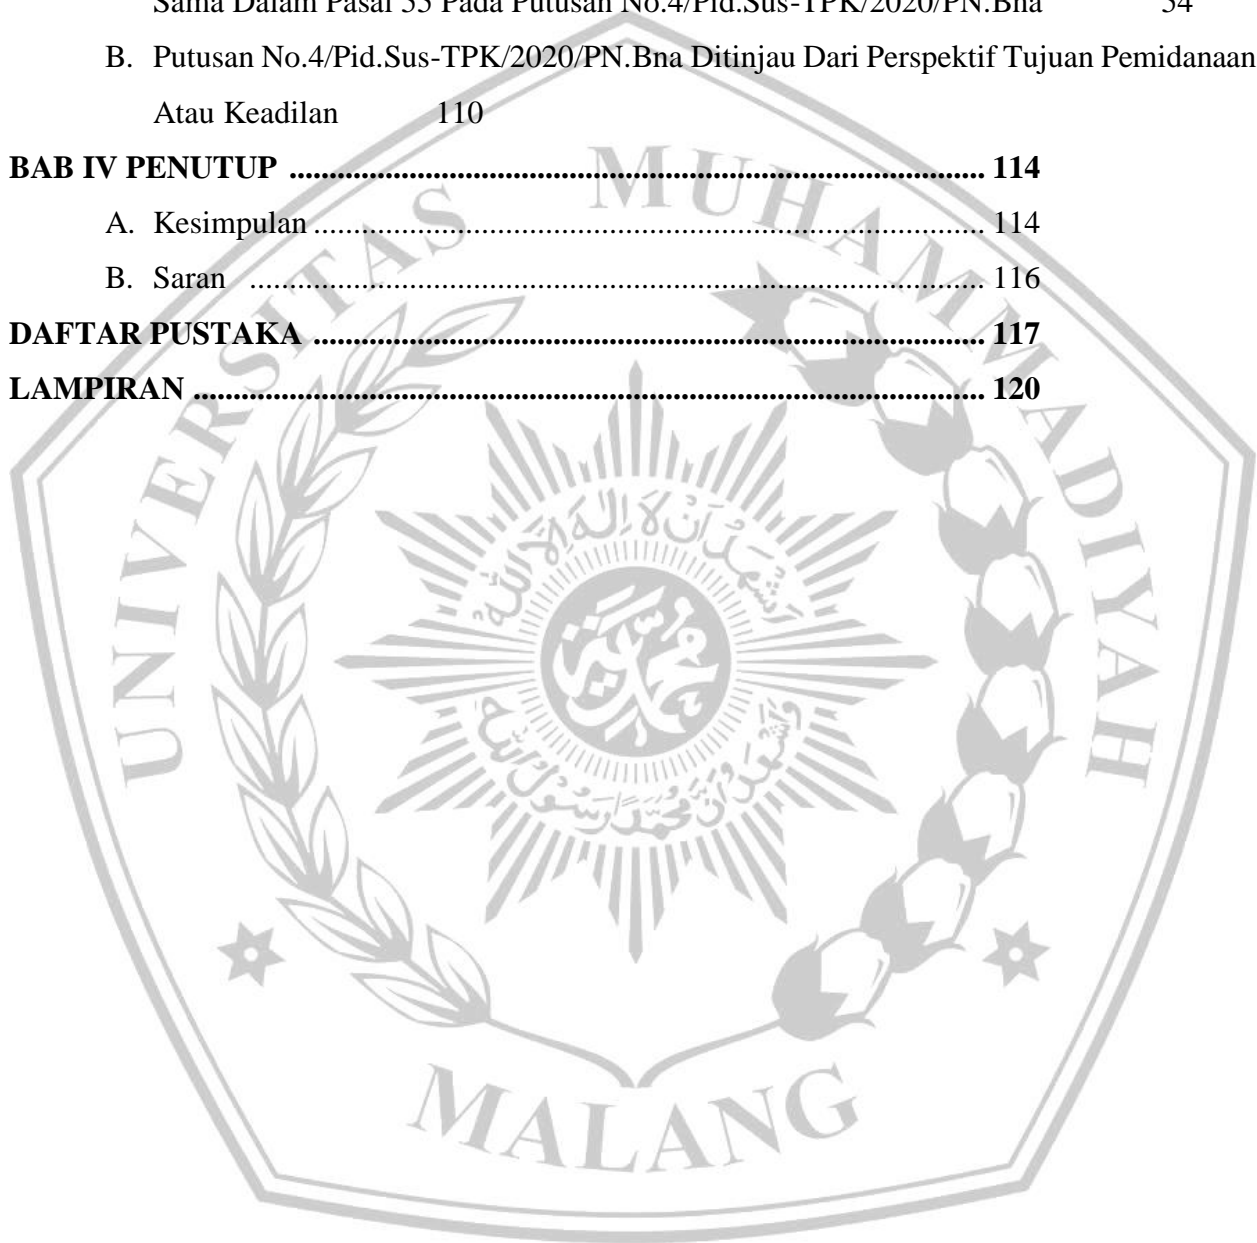 Sama Dalam Pasal 55 Pada Putusan No.4/Pid.Sus-TPK/2020/PN.Bna 54
B. Putusan No.4/Pid.Sus-TPK/2020/PN.Bna Ditinjau Dari Perspektif Tujuan Pemidanaan
Atau Keadilan 110
BAB IV PENUTUP ........................................................................................ 114
A. Kesimpulan ..................................................................................... 114
B. Saran ............................................................................................. 116
DAFTAR PUSTAKA ..................................................................................... 117
LAMPIRAN .................................................................................................... 120
UNIVERSITAS MUHAMMADIYAH
MALANG